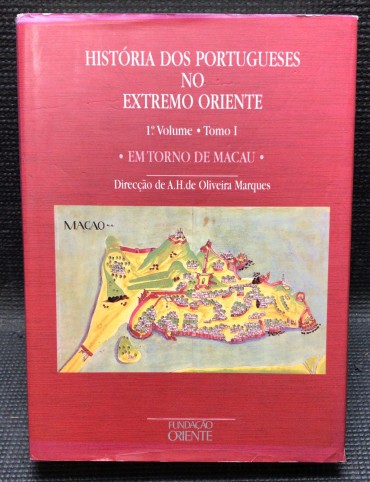 HISTÓRIA DOS PORTUGUESES
NO
EXTREMO ORIENTE
1.º Volume • Tomo I
• EM TORNO DE MACAU •
Direcção de A.H. de Oliveira Marques
MACAO
FUNDAÇÃO
ORIENTE